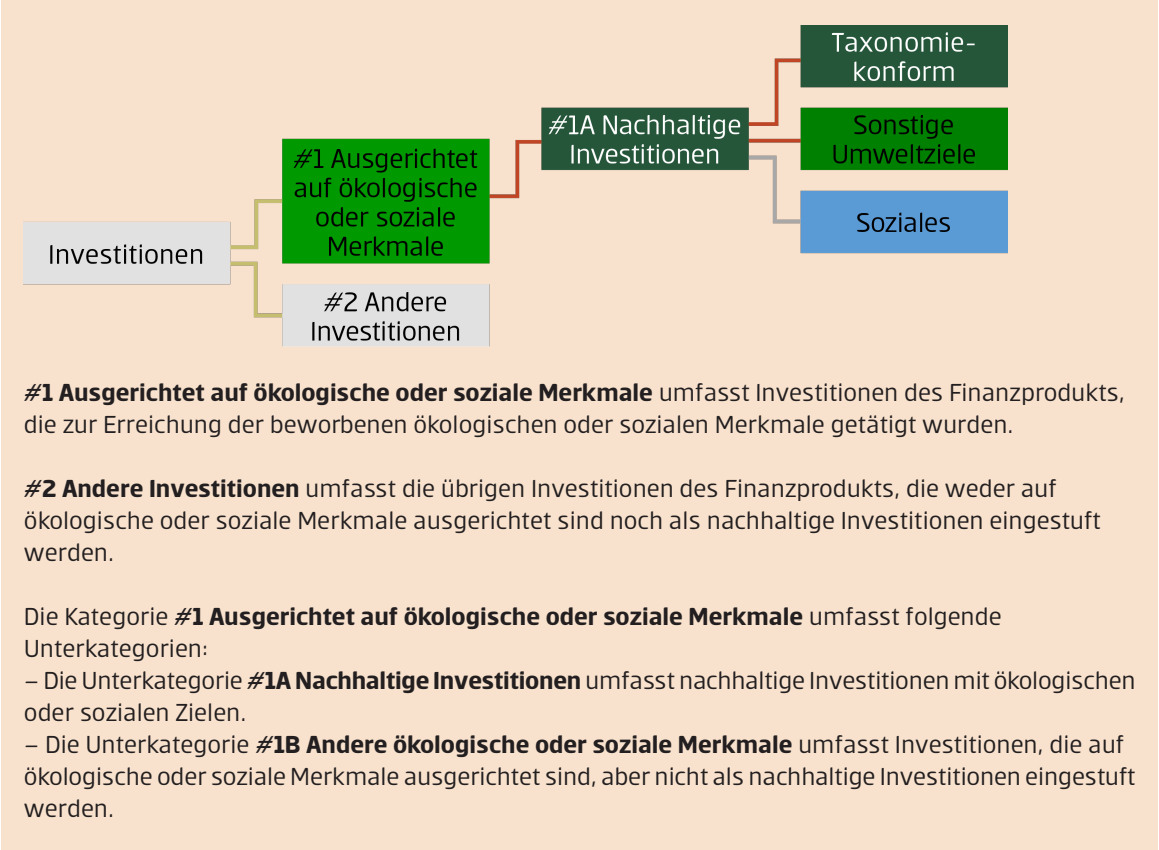 Taxonomie-
konform
#1A Nachhaltige
Investitionen
Sonstige
Umweltziele
#1 Ausgerichtet
auf ökologische
oder soziale
Merkmale
Soziales
Investitionen
#2 Andere
Investitionen
#1 Ausgerichtet auf ökologische oder soziale Merkmale umfasst Investitionen des Finanzprodukts,
die zur Erreichung der beworbenen ökologischen oder sozialen Merkmale getätigt wurden.
#2 Andere Investitionen umfasst die übrigen Investitionen des Finanzprodukts, die weder auf
ökologische oder soziale Merkmale ausgerichtet sind noch als nachhaltige Investitionen eingestuft
werden.
Die Kategorie #1 Ausgerichtet auf ökologische oder soziale Merkmale umfasst folgende
Unterkategorien:
– Die Unterkategorie #1A Nachhaltige Investitionen umfasst nachhaltige Investitionen mit ökologischen
oder sozialen Zielen.
– Die Unterkategorie #1B Andere ökologische oder soziale Merkmale umfasst Investitionen, die auf
ökologische oder soziale Merkmale ausgerichtet sind, aber nicht als nachhaltige Investitionen eingestuft
werden.